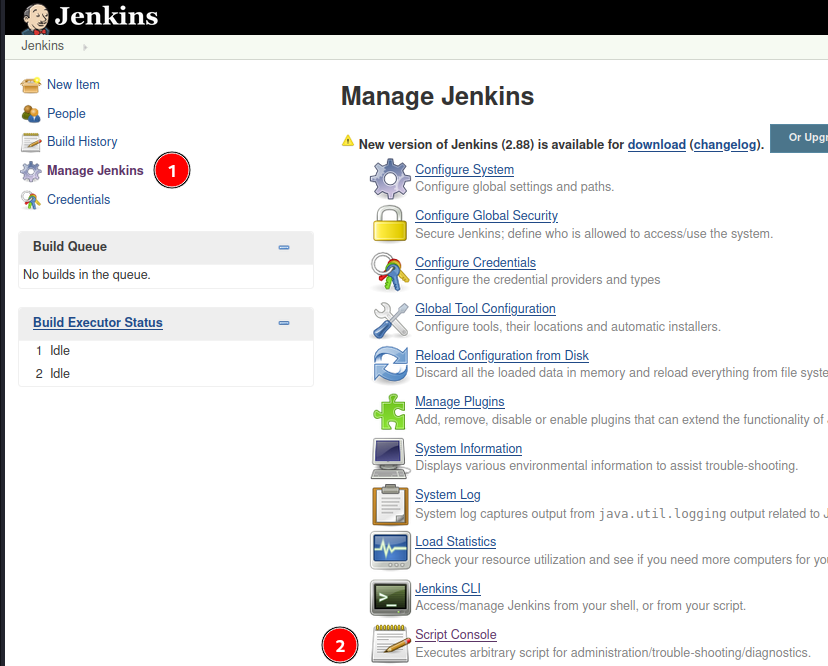 Jenkins
Jenkins
New Item
People
Build History
Manage Jenkins 1
Credentials
Build Queue
No builds in the queue.
Build Executor Status
1 Idle
2 Idle
Manage Jenkins
New version of Jenkins (2.88) is available for download (changelog).
Or Upgr
Configure System
Configure global settings and paths.
Configure Global Security
Secure Jenkins; define who is allowed to access/use the system.
Configure Credentials
Configure the credential providers and types
Global Tool Configuration
Configure tools, their locations and automatic installers.
Reload Configuration from Disk
Discard all the loaded data in memory and reload everything from file syste
Manage Plugins
Add, remove, disable or enable plugins that can extend the functionality of
System Information
Displays various environmental information to assist trouble-shooting.
System Log
System log captures output from java.util.logging output related to J
Load Statistics
Check your resource utilization and see if you need more computers for you
Jenkins CLI
Access/manage Jenkins from your shell, or from your script.
2 Script Console
Executes arbitrary script for administration/trouble-shooting/diagnostics.